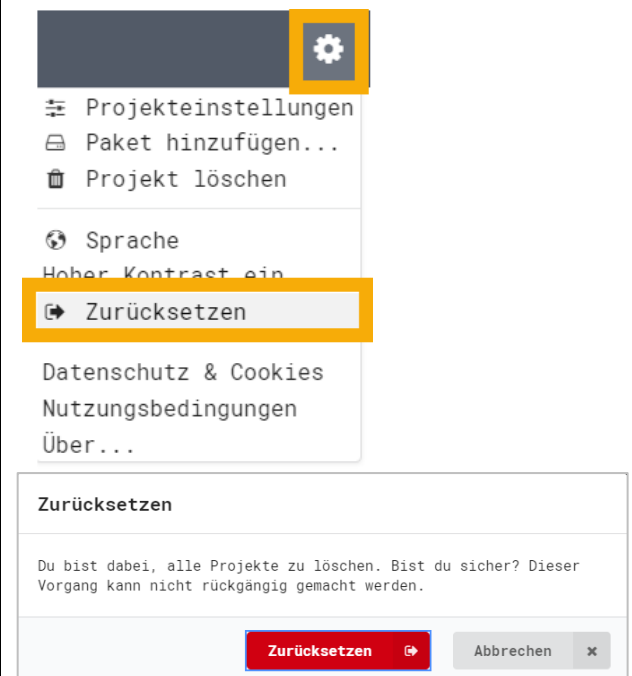 Projekteinstellungen
Paket hinzufügen...
Projekt löschen
Sprache
Hoher Kontrast ein
Zurücksetzen
Datenschutz & Cookies
Nutzungsbedingungen
Über...
Zurücksetzen
Du bist dabei, alle Projekte zu löschen. Bist du sicher? Dieser
Vorgang kann nicht rückgängig gemacht werden.
Zurücksetzen
Abbrechen